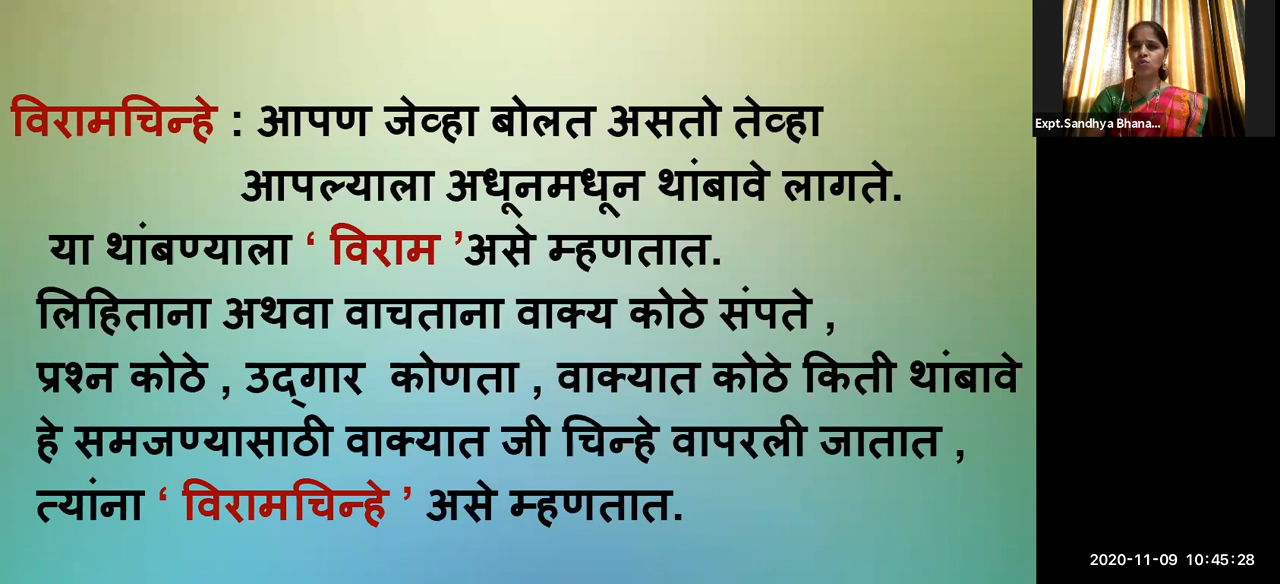 विरामचिन्हे : आपण जेव्हा बोलत असतो तेव्हा
आपल्याला अधूनमधून थांबावे लागते.
या थांबण्याला ‘ विराम ’असे म्हणतात.
लिहिताना अथवा वाचताना वाक्य कोठे संपते ,
प्रश्न कोठे , उद्‌गार कोणता , वाक्यात कोठे किती थांबावे
हे समजण्यासाठी वाक्यात जी चिन्हे वापरली जातात ,
त्यांना ‘ विरामचिन्हे ’ असे म्हणतात.
Expt.Sandhya Bhana...
2020-11-09 10:45:28